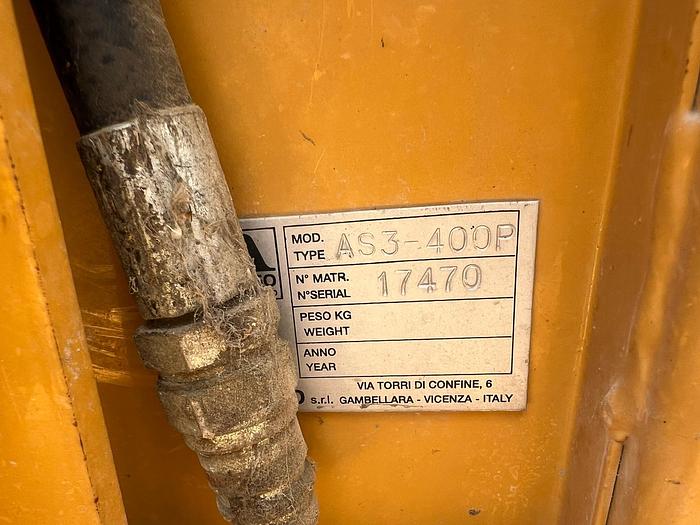 MOD. TYPE AS3-400P
N° MATR. N°SERIAL 17470
PESO KG
WEIGHT
ANNO
YEAR
VIA TORRI DI CONFINE, 6
s.r.l. GAMBELLARA - VICENZA - ITALY